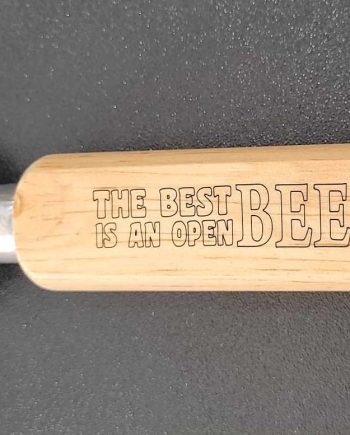 THE BEST BEE
IS AN OPEN